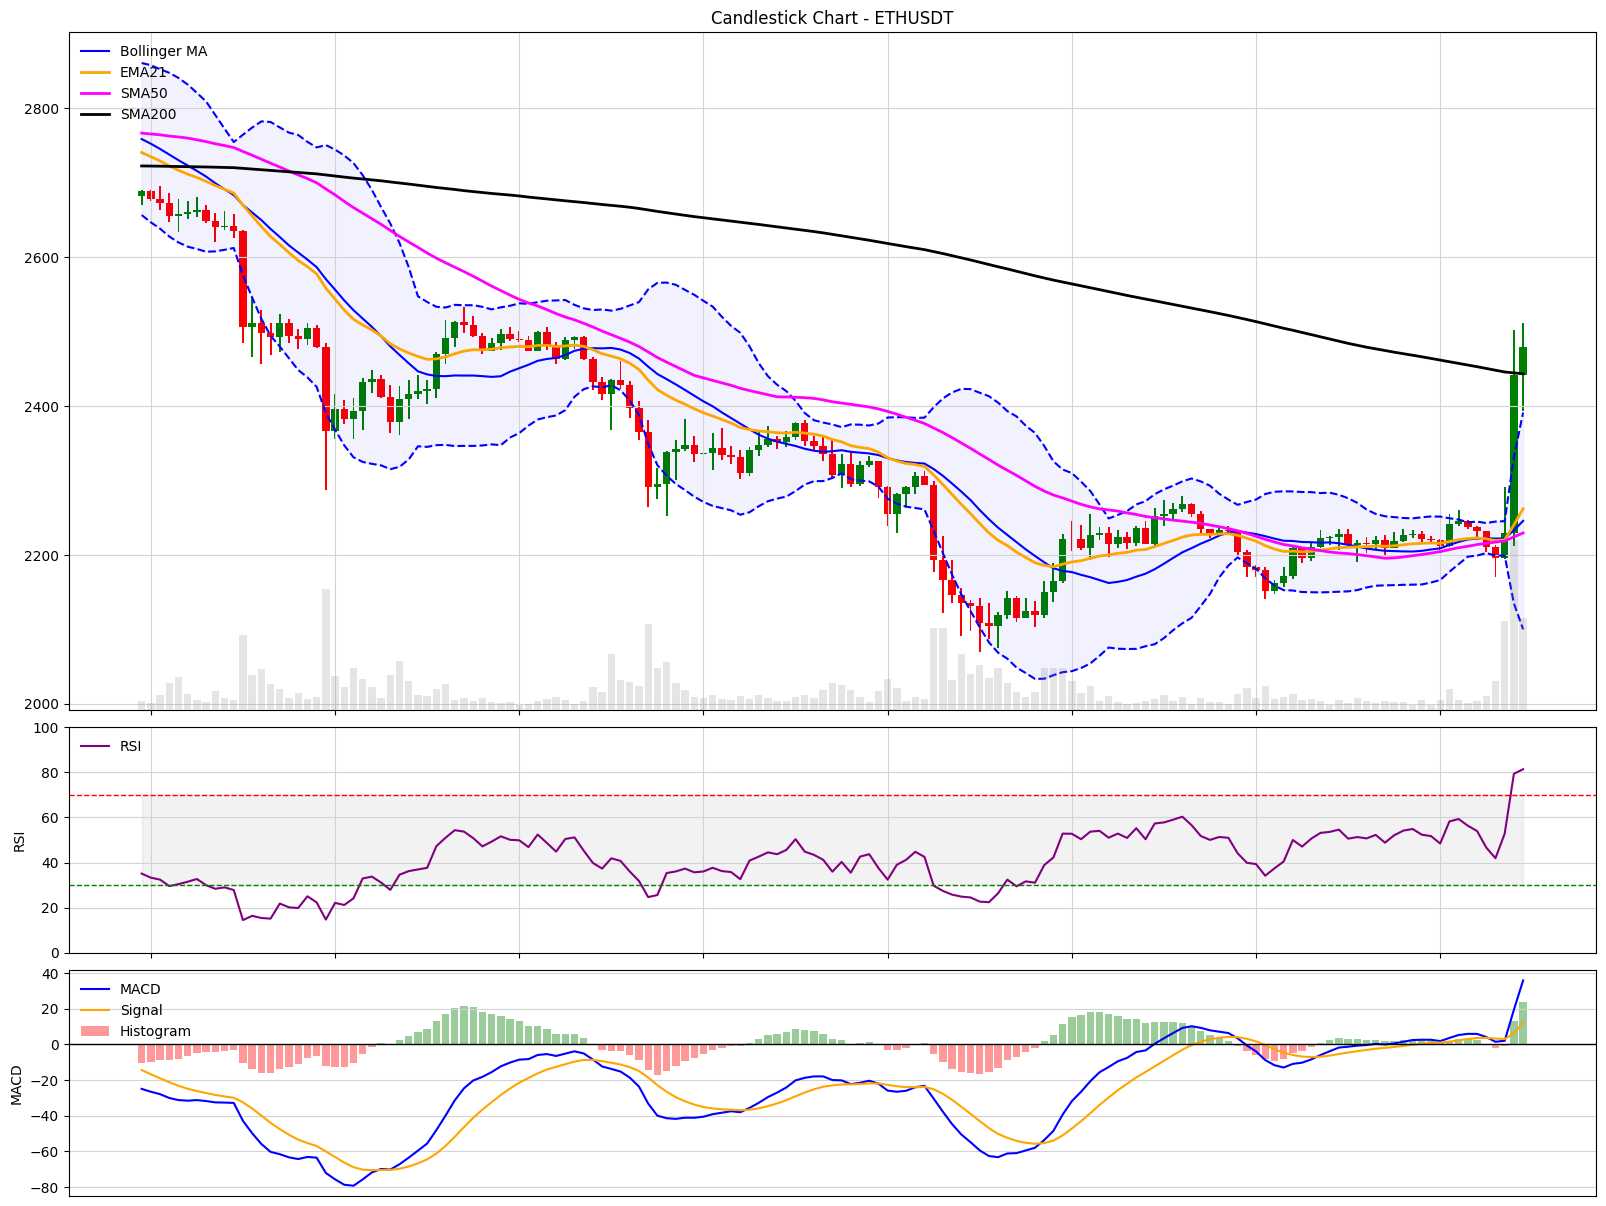 Candlestick Chart - ETHUSDT
Bollinger MA
EMA21
SMA50
SMA200
2800
2600
2400
2200
2000
100
80
60
40
20
0
RSI
RSI
40
20
0
−20
−40
−60
−80
MACD
MACD
Signal
Histogram